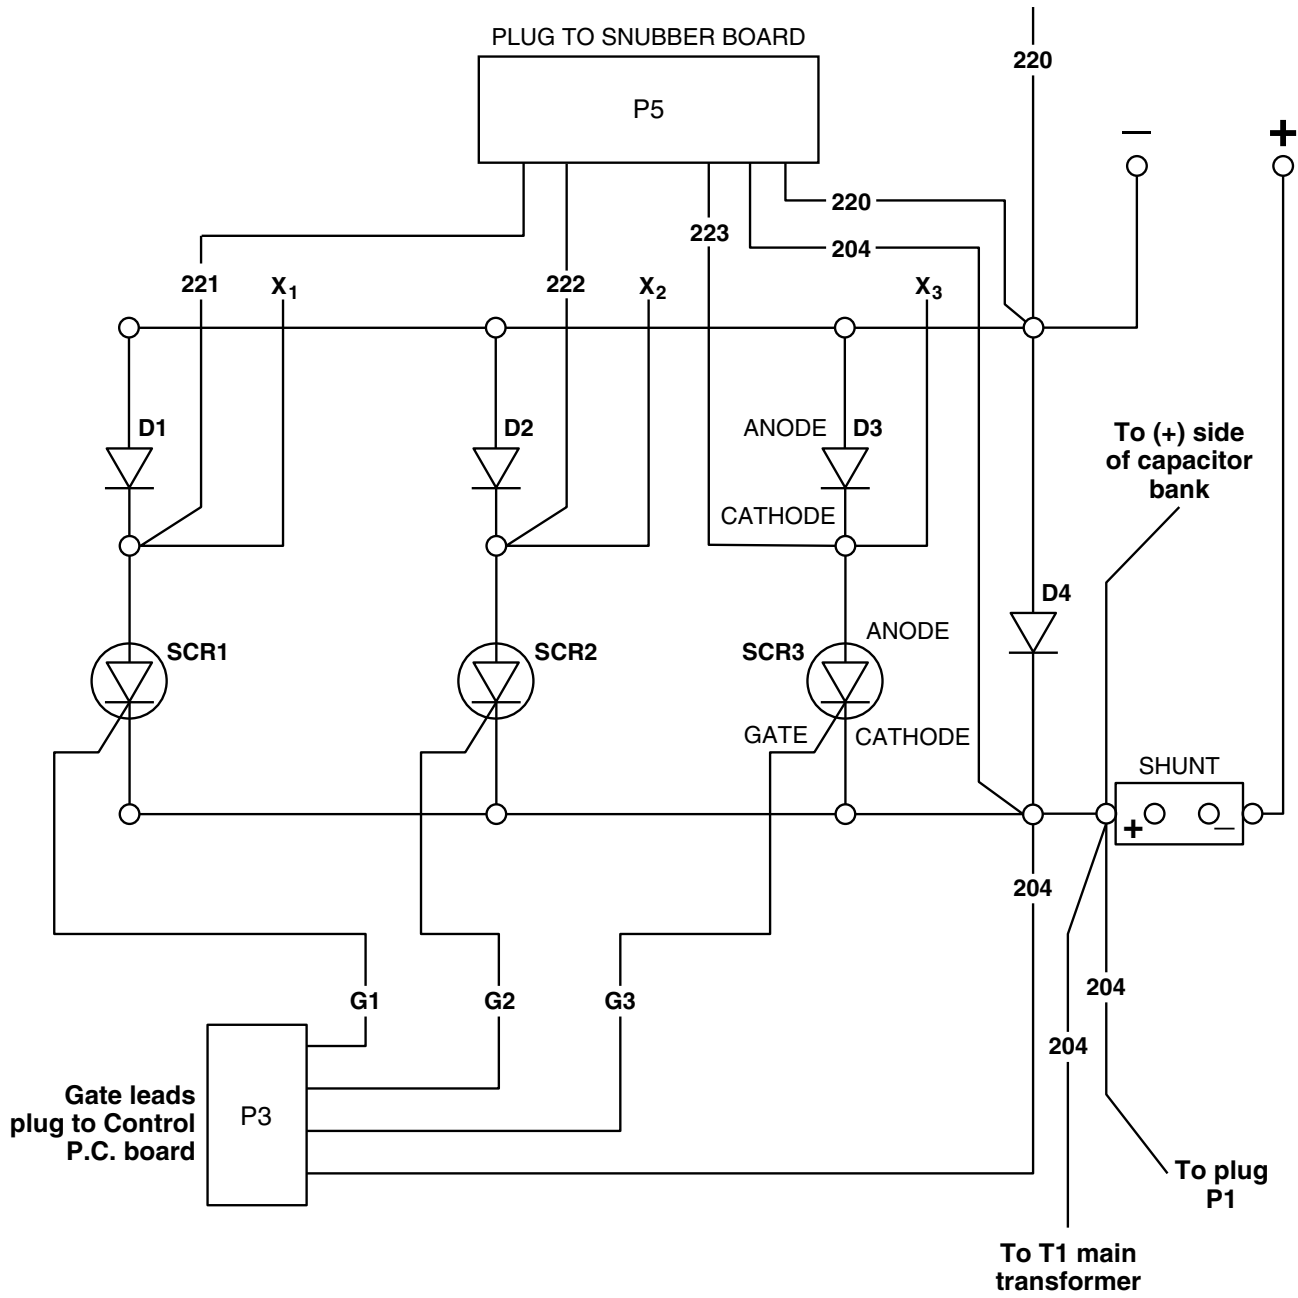 PLUG TO SNUBBER BOARD
220
P5
–
+
220
223
204
221
X1
222
X2
X3
D1
D2
ANODE
D3
To (+) side
of capacitor
bank
CATHODE
D4
ANODE
SCR1
SCR2
SCR3
GATE
CATHODE
SHUNT
+
–
204
204
G1
G2
G3
204
Gate leads
plug to Control
P.C. board
P3
To plug
P1
To T1 main
transformer